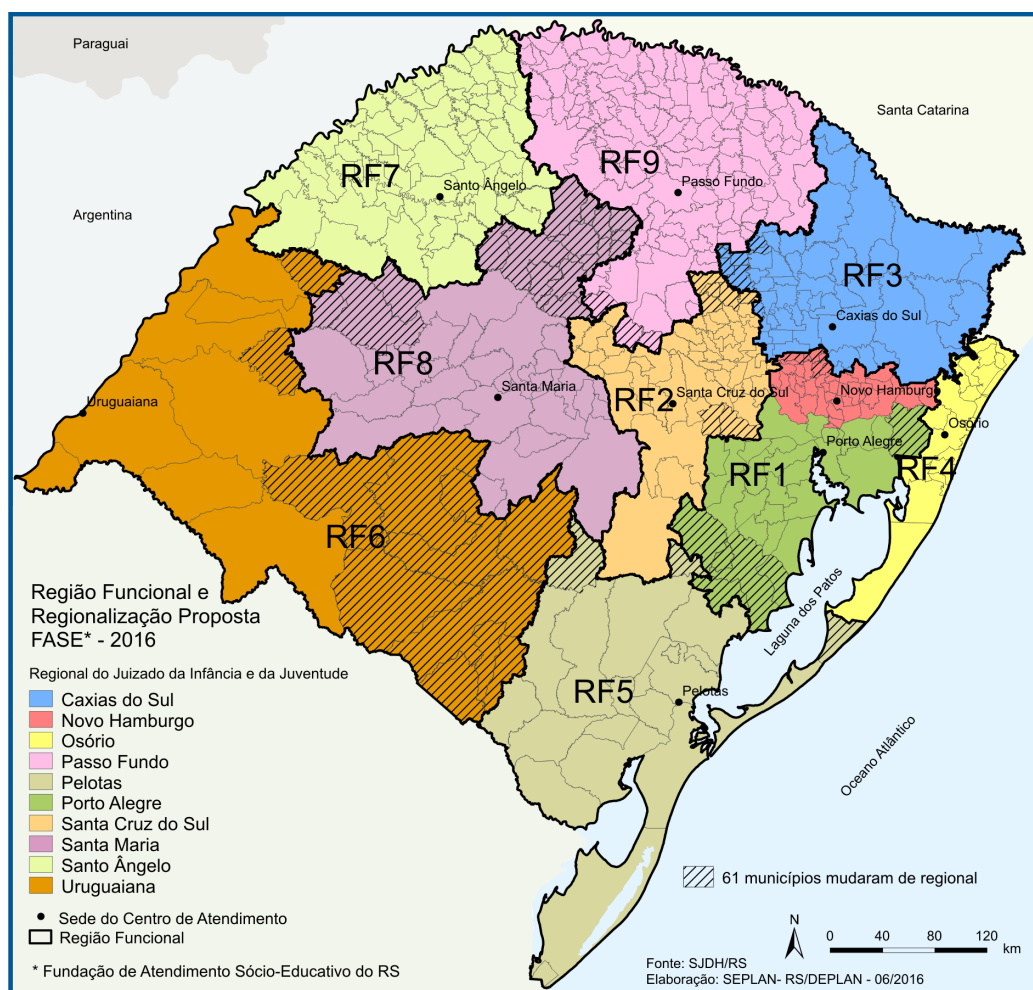 Paraguai
Santa Catarina
Argentina
RF7
Santo Ângelo
RF9
Passo Fundo
RF3
Caxias do Sul
RF8
Santa Maria
Uruguaiana
RF2
Santa Cruz do Sul
Novo Hamburgo
Osório
Porto Alegre
RF1
RF4
RF6
Laguna dos Patos
RF5
Pelotas
Oceano Atlântico
Região Funcional e
Regionalização Proposta
FASE* - 2016
Regional do Juizado da Infância e da Juventude
Caxias do Sul
Novo Hamburgo
Osório
Passo Fundo
Pelotas
Porto Alegre
Santa Cruz do Sul
Santa Maria
Santo Ângelo
Uruguaiana
Sede do Centro de Atendimento
Região Funcional
* Fundação de Atendimento Sócio-Educativo do RS
61 municípios mudaram de regional
N
0 40 80 120
km
Fonte: SJDH/RS
Elaboração: SEPLAN- RS/DEPLAN - 06/2016